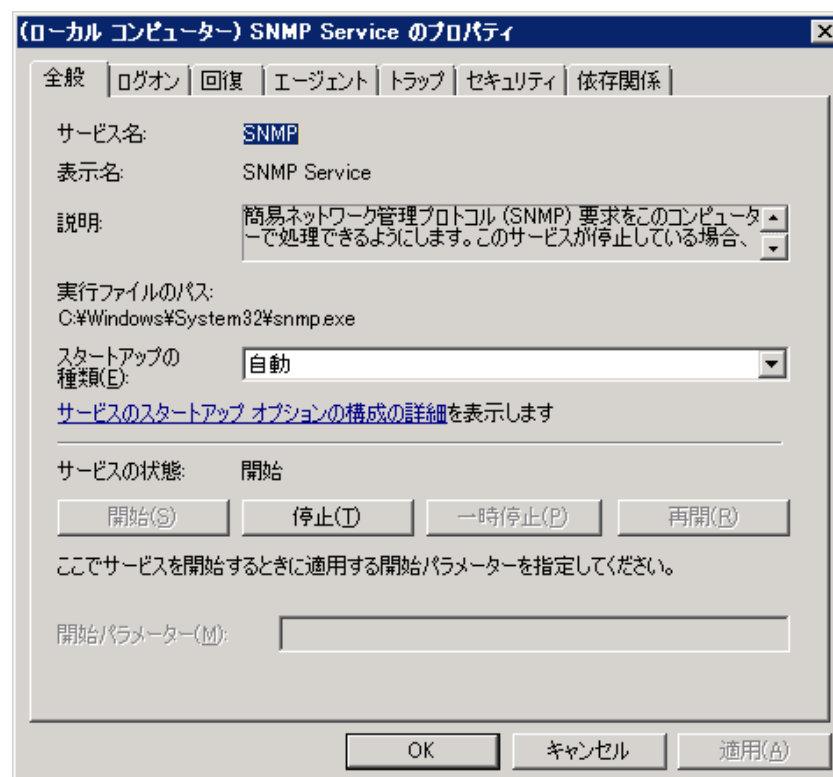 (ローカル コンピューター) SNMP Service のプロパティ
全般 ログオン 回復 エージェント トラップ セキュリティ 依存関係
サービス名: SNMP
表示名: SNMP Service
説明: 簡易ネットワーク管理プロトコル (SNMP) 要求をこのコンピュータ
ーで処理できるようにします。このサービスが停止している場合、
実行ファイルのパス:
C:¥Windows¥System32¥snmp.exe
スタートアップの
種類(E): 自動
サービスのスタートアップ オプションの構成の詳細を表示します
サービスの状態: 開始
開始(S) 停止(T) 一時停止(P) 再開(R)
ここでサービスを開始するときに適用する開始パラメーターを指定してください。
開始パラメーター(M):
OK キャンセル 適用(A)